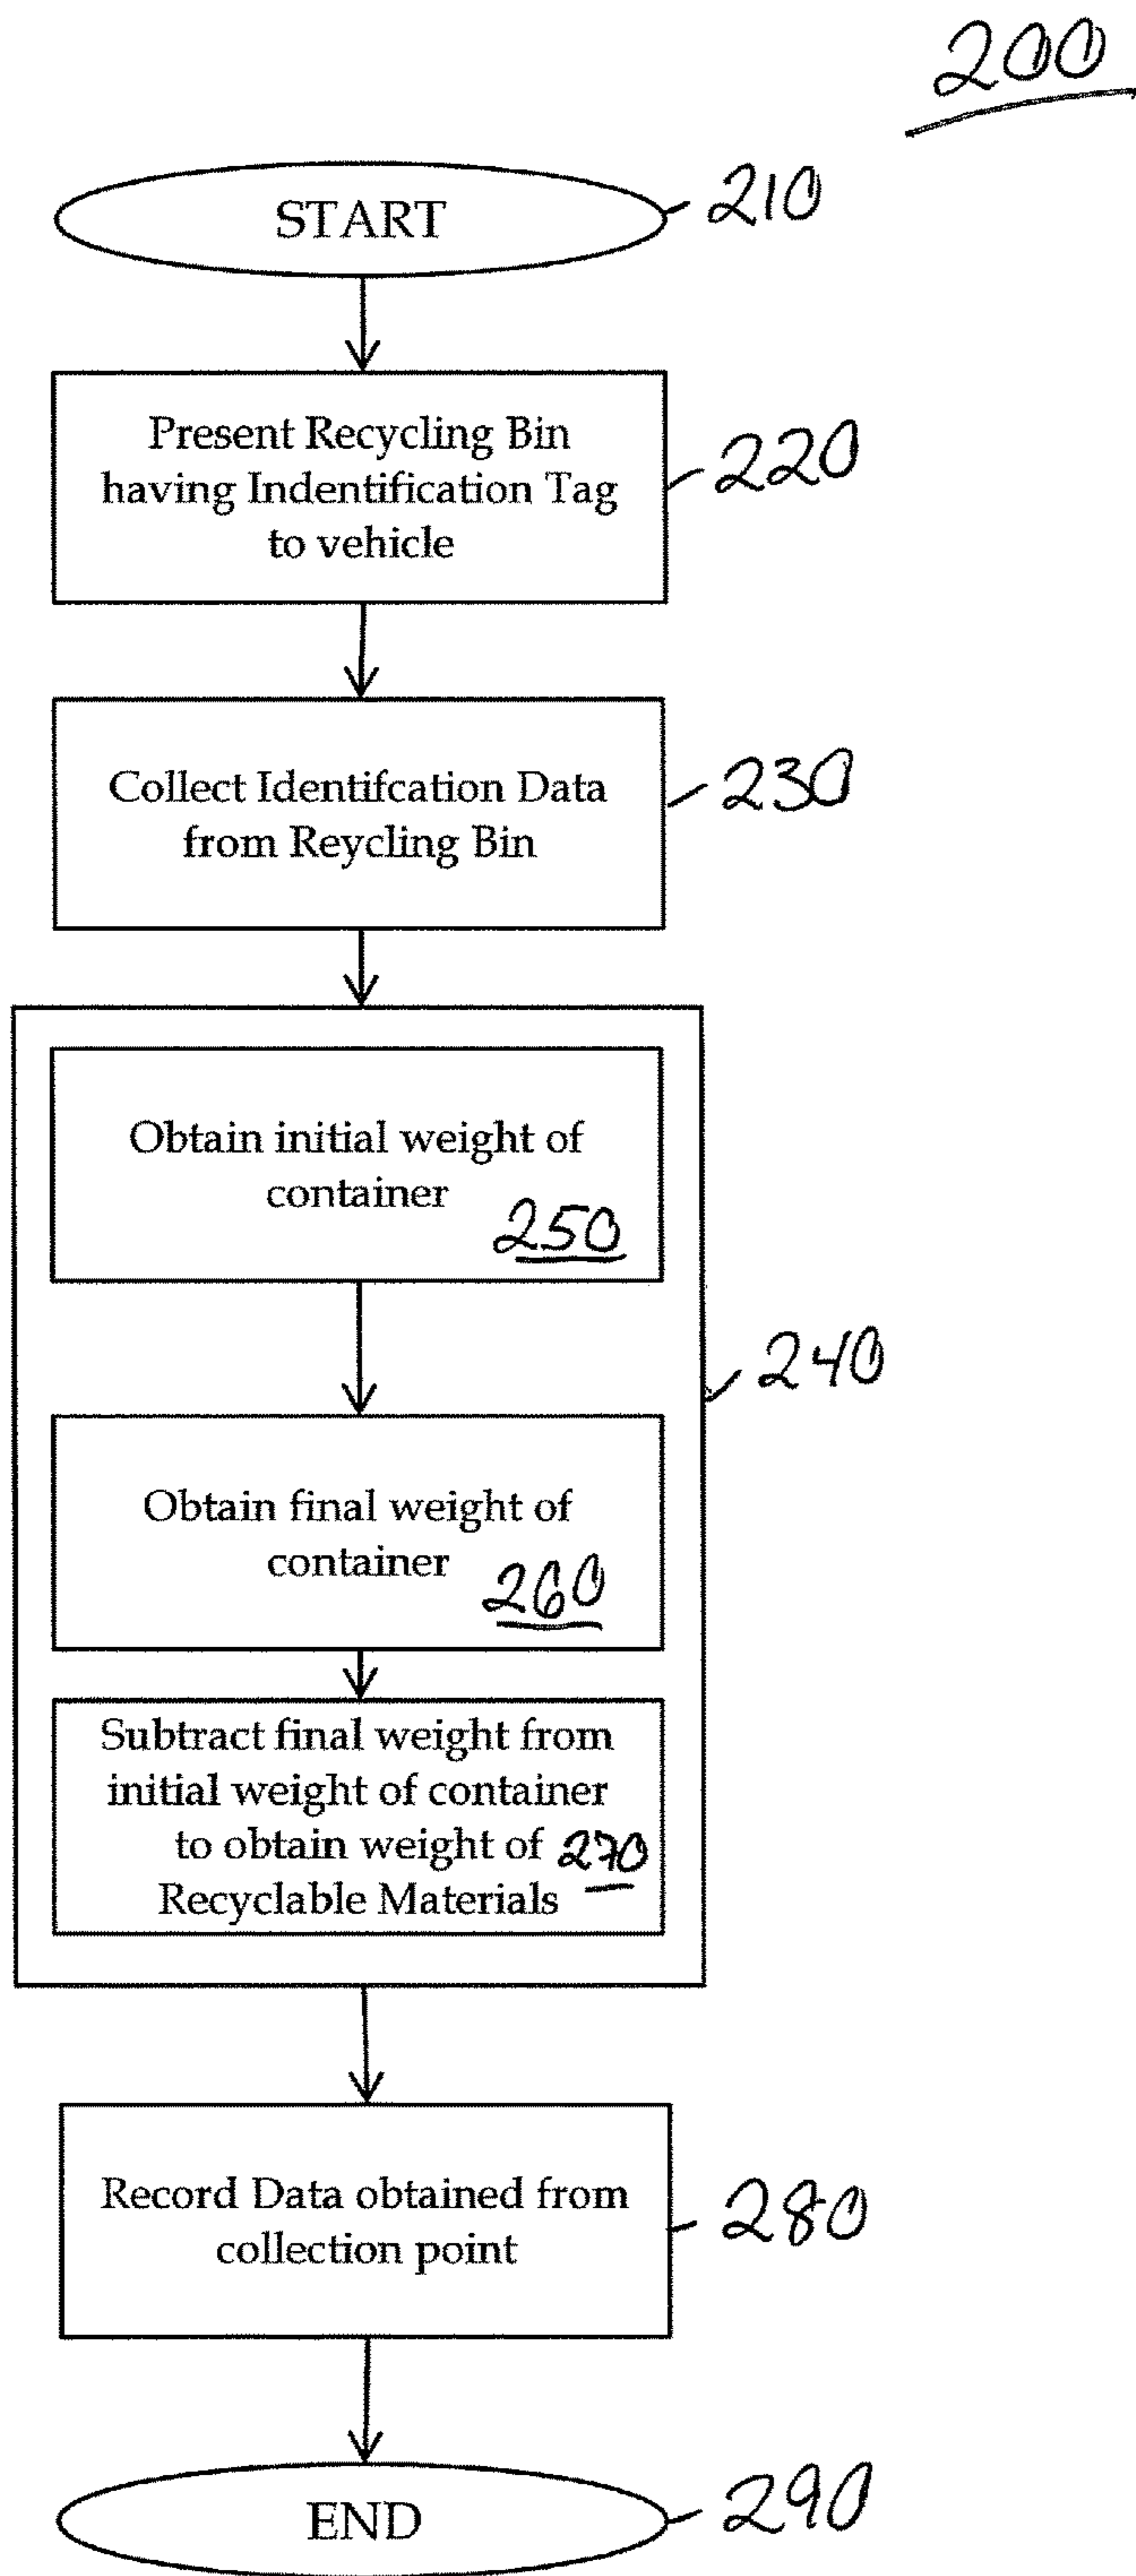 200
START
210
Present Recycling Bin
having Indentification Tag
to vehicle
220
Collect Identifcation Data
from Reycling Bin
230
Obtain initial weight of
container
250
240
Obtain final weight of
container
260
Subtract final weight from
initial weight of container
to obtain weight of 270
Recyclable Materials
Record Data obtained from
collection point
280
END
290